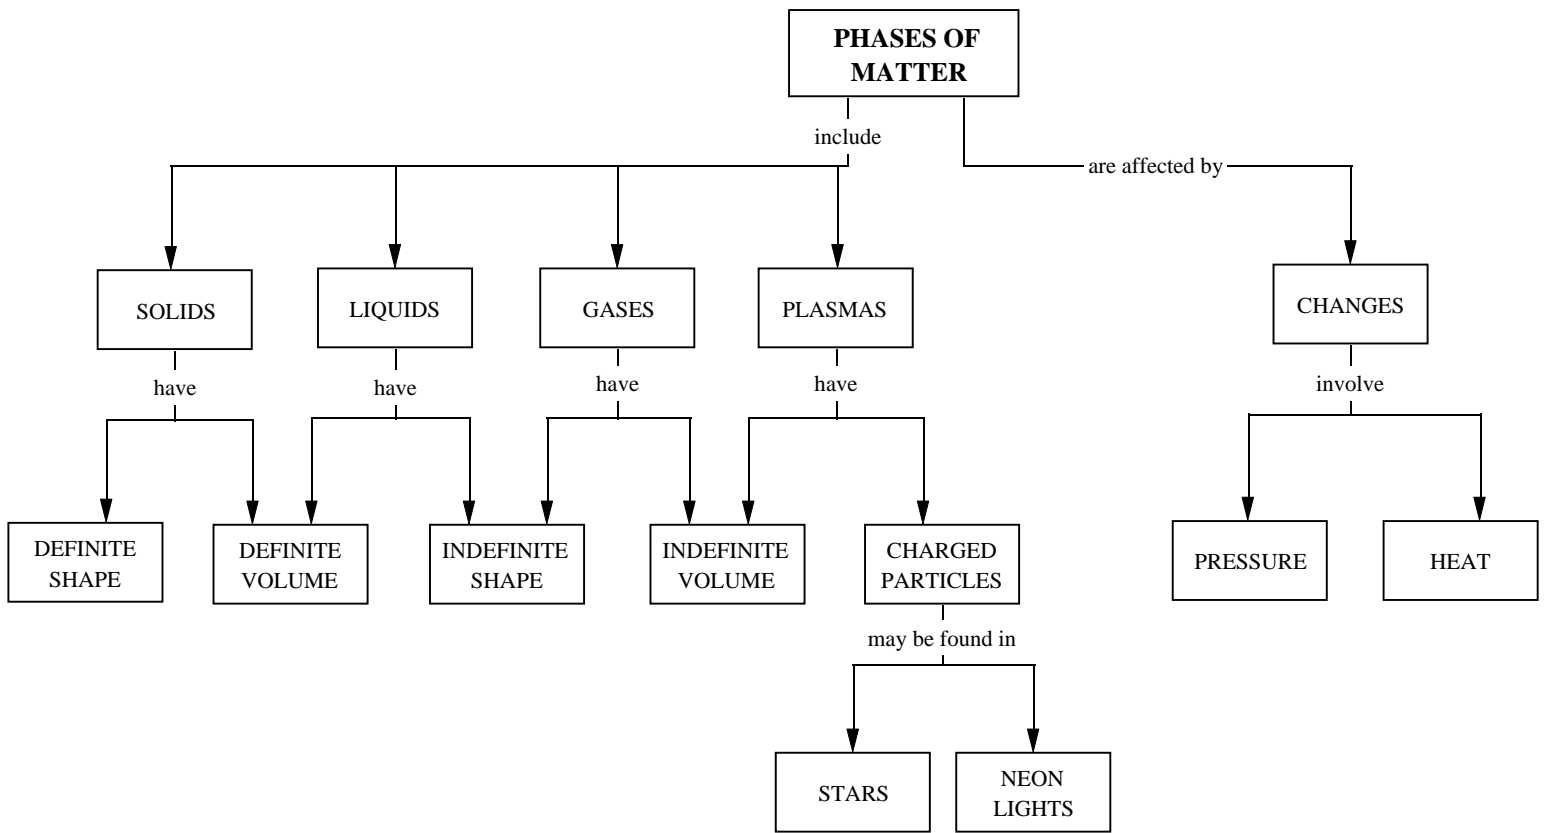 PHASES OF
MATTER
include
are affected by
SOLIDS
LIQUIDS
GASES
PLASMAS
CHANGES
have
have
have
have
involve
DEFINITE
SHAPE
DEFINITE
VOLUME
INDEFINITE
SHAPE
INDEFINITE
VOLUME
CHARGED
PARTICLES
PRESSURE
HEAT
may be found in
STARS
NEON
LIGHTS